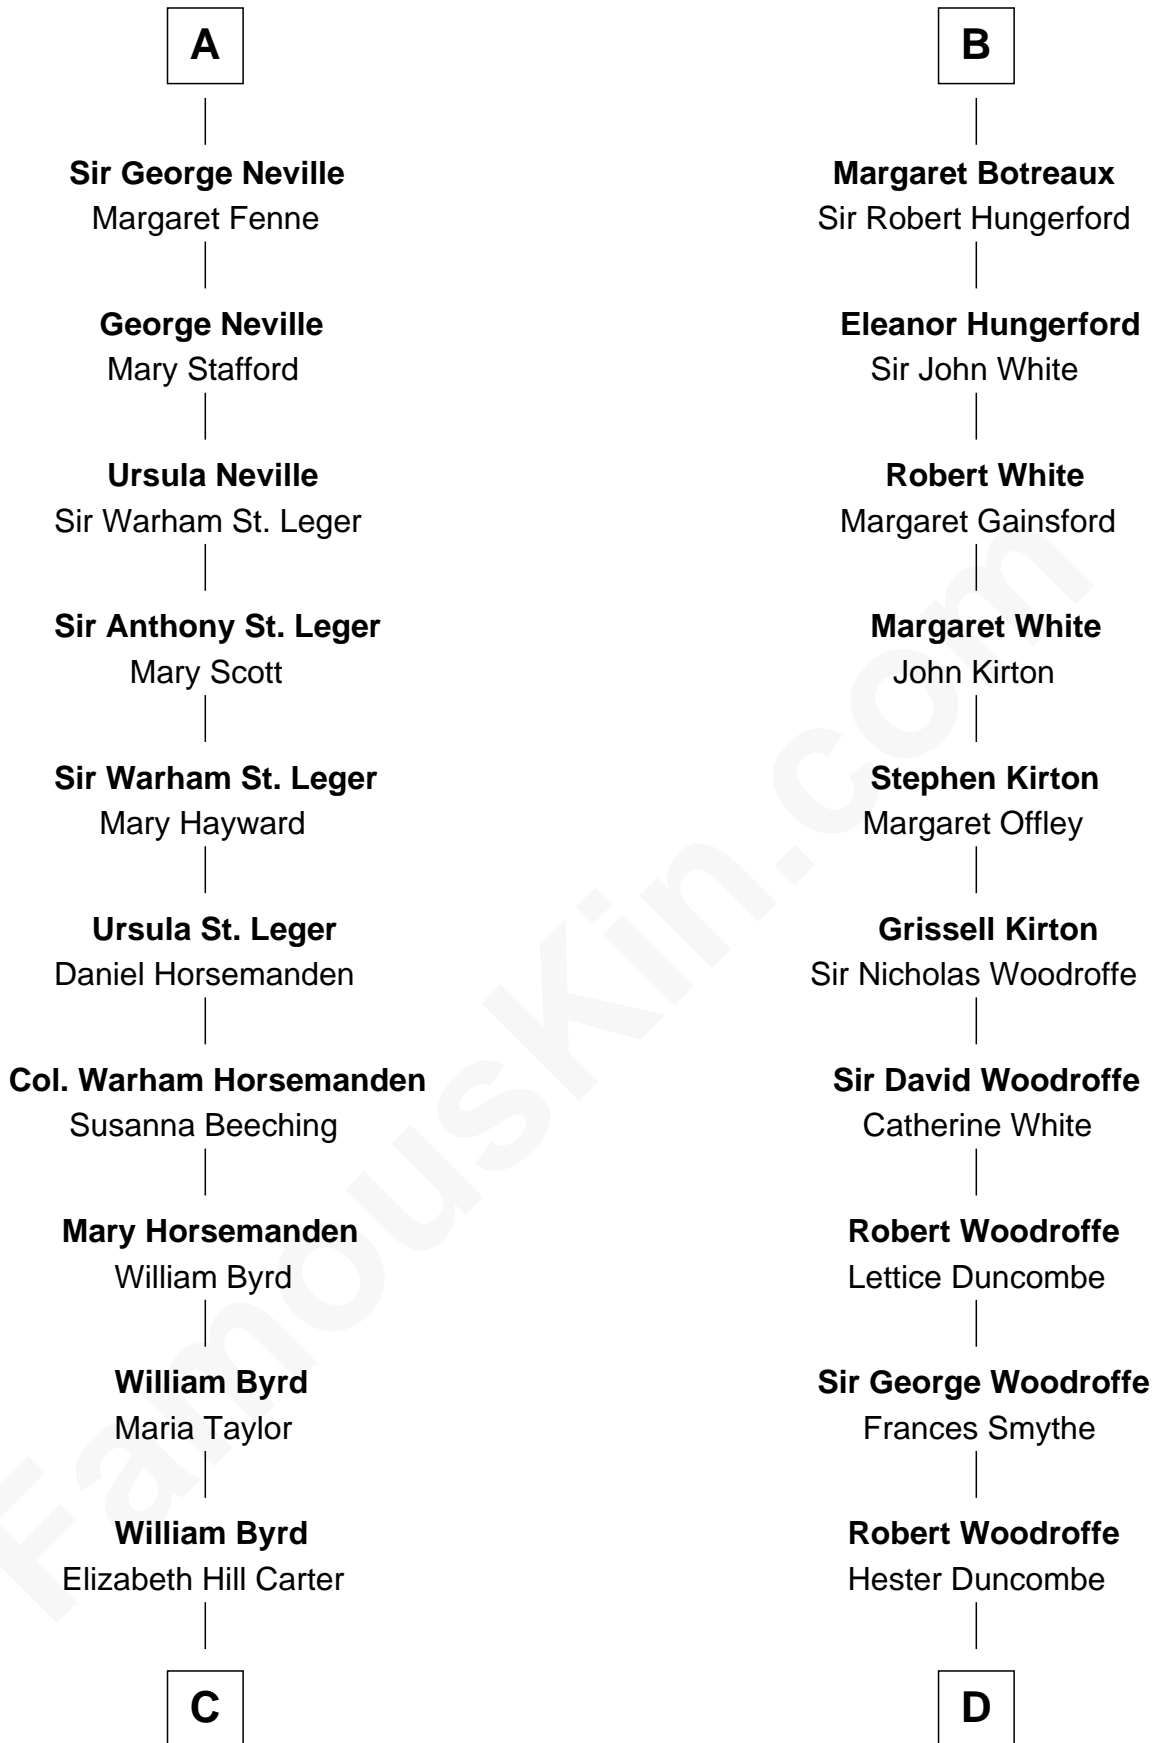 A
Sir George Neville
Margaret Fenne
George Neville
Mary Stafford
Ursula Neville
Sir Warham St. Leger
Sir Anthony St. Leger
Mary Scott
Sir Warham St. Leger
Mary Hayward
Ursula St. Leger
Daniel Horsemanden
Col. Warham Horsemanden
Susanna Beeching
Mary Horsemanden
William Byrd
William Byrd
Maria Taylor
William Byrd
Elizabeth Hill Carter
C
B
Margaret Botreaux
Sir Robert Hungerford
Eleanor Hungerford
Sir John White
Robert White
Margaret Gainsford
Margaret White
John Kirton
Stephen Kirton
Margaret Offley
Grissell Kirton
Sir Nicholas Woodroffe
Sir David Woodroffe
Catherine White
Robert Woodroffe
Lettice Duncombe
Sir George Woodroffe
Frances Smythe
Robert Woodroffe
Hester Duncombe
D
FamousKin.com